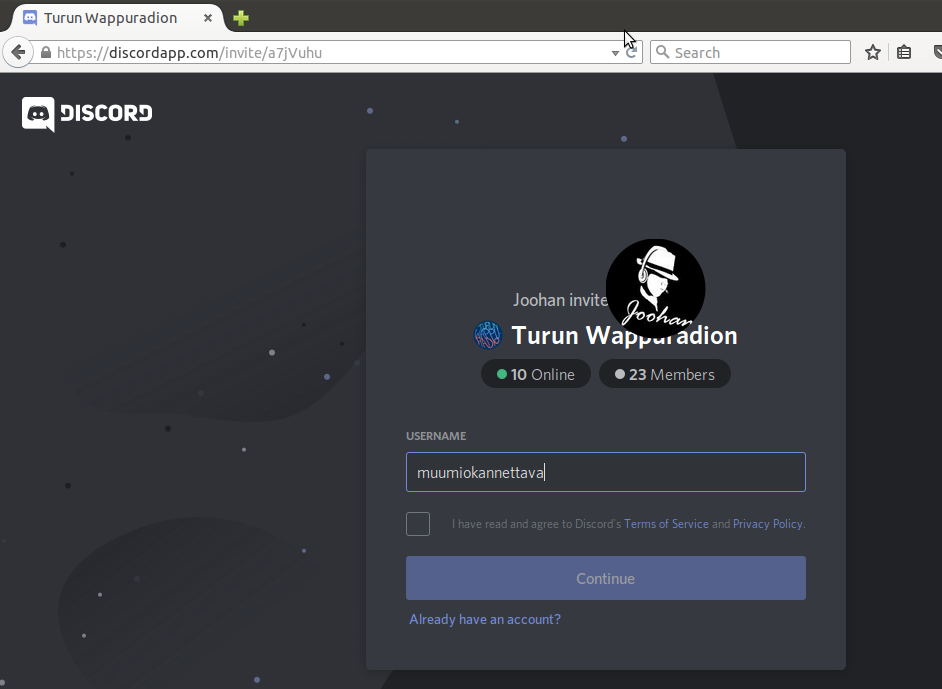 Turun Wappuradion
https://discordapp.com/invite/a7jVuhu
Search
DISCORD
Joohan invite
Joohan
Turun Wappuradion
10 Online
23 Members
USERNAME
muumiokannettava
I have read and agree to Discord's Terms of Service and Privacy Policy.
Continue
Already have an account?